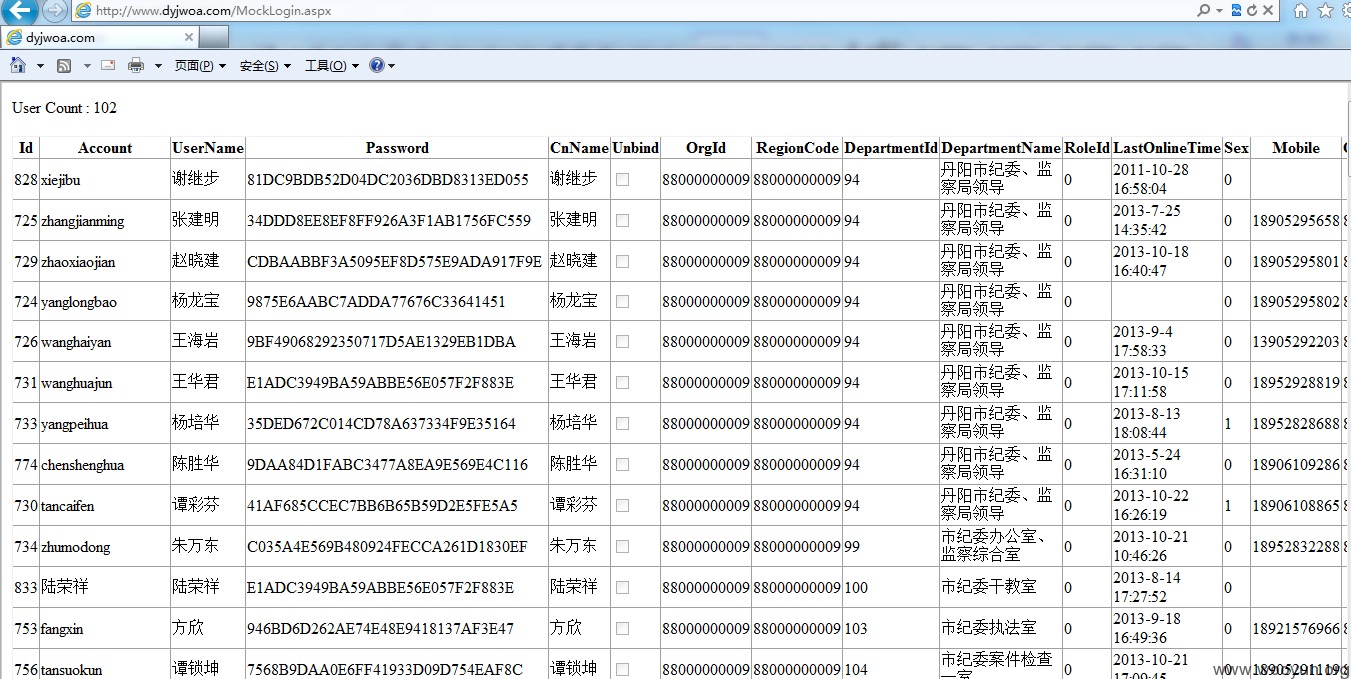 http://www.dyjwoa.com/MockLogin.aspx
dyjwoa.com
页面(P) 安全(S) 工具(O)
User Count : 102
Id Account UserName Password CnName Unbind OrgId RegionCode DepartmentId DepartmentName RoleId LastOnlineTime Sex Mobile
828 xiejibu 谢继步 81DC9BDB52D04DC2036DBD8313ED055 谢继步 88000000009 88000000009 94 丹阳市纪委、监 0 2011-10-28 0
察局领导 16:58:04
725 zhangjianming 张建明 34DDD8EE8EF8FF926A3F1AB1756FC559 张建明 88000000009 88000000009 94 丹阳市纪委、监 0 2013-7-25 0 18905295658
察局领导 14:35:42
729 zhaoxiaojian 赵晓建 CDBAABBF3A5095EF8D575E9ADA917F9E 赵晓建 88000000009 88000000009 94 丹阳市纪委、监 0 2013-10-18 0 18905295801
察局领导 16:40:47
724 yanglongbao 杨龙宝 9875E6AABC7ADDA77676C33641451 杨龙宝 88000000009 88000000009 94 丹阳市纪委、监 0 0 18905295802
察局领导
726 wanghaiyan 王海岩 9BF49068292350717D5AE1329EB1DBA 王海岩 88000000009 88000000009 94 丹阳市纪委、监 0 2013-9-4 0 13905292203
察局领导 17:58:33
731 wanghuajun 王华君 E1ADC3949BA59ABBE56E057F2F883E 王华君 88000000009 88000000009 94 丹阳市纪委、监 0 2013-10-15 0 18952928819
察局领导 17:11:58
733 yangpeihua 杨培华 35DED672C014CD78A637334F9E35164 杨培华 88000000009 88000000009 94 丹阳市纪委、监 0 2013-8-13 1 18952828688
察局领导 18:08:44
774 chenshenghua 陈胜华 9DAA84D1FABC3477A8EA9E569E4C116 陈胜华 88000000009 88000000009 94 丹阳市纪委、监 0 2013-5-24 0 18906109286
察局领导 16:31:10
730 tancaifen 谭彩芬 41AF685CCEC7BB6B65B59D2E5FE5A5 谭彩芬 88000000009 88000000009 94 丹阳市纪委、监 0 2013-10-22 1 18906108865
察局领导 16:26:19
734 zhumodong 朱万东 C035A4E569B480924FECCA261D1830EF 朱万东 88000000009 88000000009 99 市纪委办公室、 0 2013-10-21 0 18952832288
监察综合室 10:46:26
833 陆荣祥 陆荣祥 E1ADC3949BA59ABBE56E057F2F883E 陆荣祥 88000000009 88000000009 100 市纪委干教室 0 2013-8-14 0
17:27:52
753 fangxin 方欣 946BD6D262AE74E48E9418137AF3E47 方欣 88000000009 88000000009 103 市纪委执法室 0 2013-9-18 0 18921576966
16:49:36
756 tansuokun 谭锁坤 7568B9DAA0E6FF41933D09D754EAF8C 谭锁坤 88000000009 88000000009 104 市纪委案件检查 0 2013-10-21 0
一室 17:09:45
www.wooyun.org